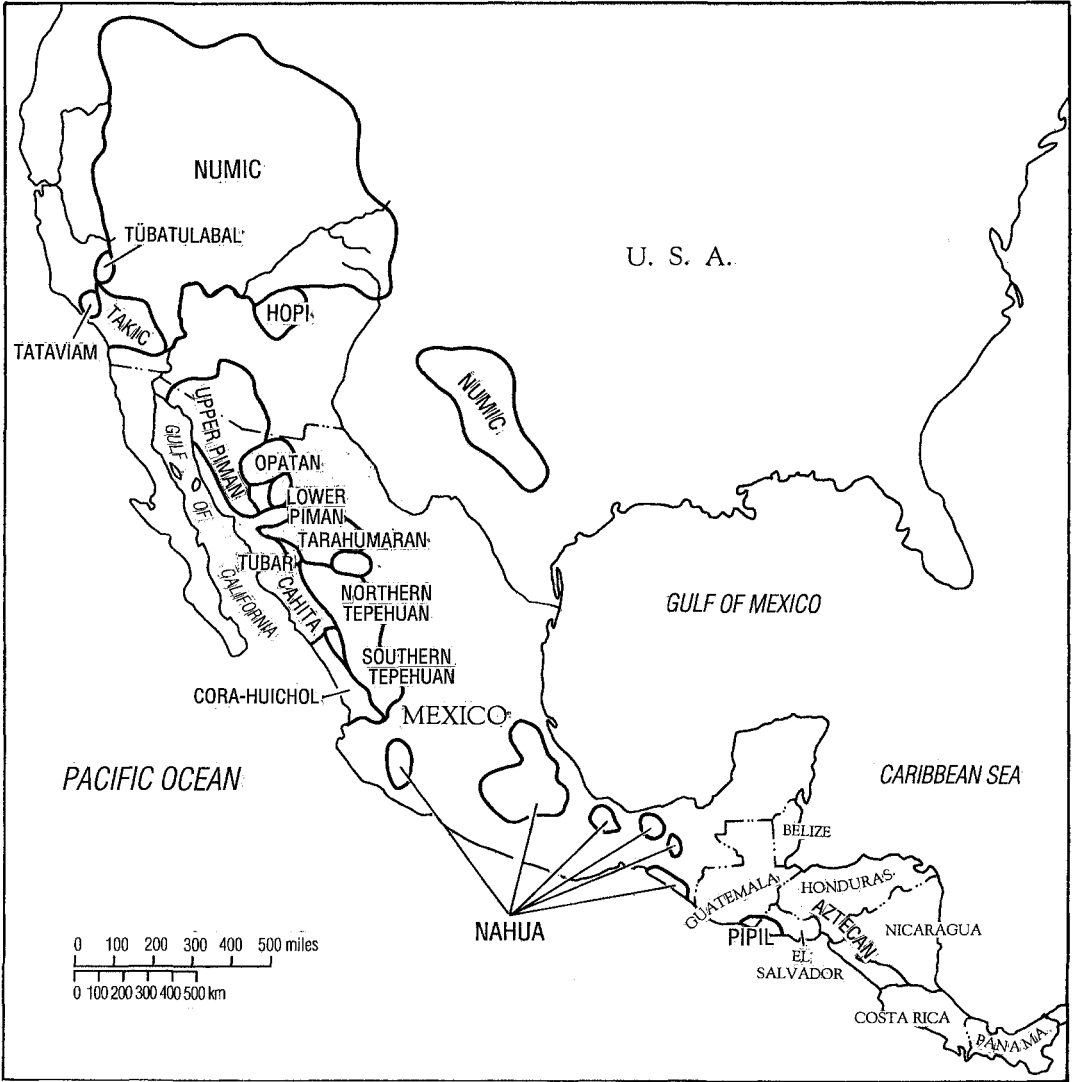 NUMIC
TÜBATULABAL
U. S. A.
HOPI
TAKIC
TATAVIAM
NUMIC
UPPER PIMAN
GULF OF CALIFORNIA
OPATAN
LOWER
PIMAN
TARAHUMARAN
TUBAR
CAHITA
NORTHERN
TEPEHUAN
GULF OF MEXICO
SOUTHERN
TEPEHUAN
CORA-HUICHOL
MEXICO
PACIFIC OCEAN
CARIBBEAN SEA
BELIZE
GUATEMALA
HONDURAS
NAHUA
PIPIL
AZTECAN
NICARAGUA
EL
SALVADOR
COSTA RICA
PANAMA
0 100 200 300 400 500 miles
0 100 200 300 400 500 km